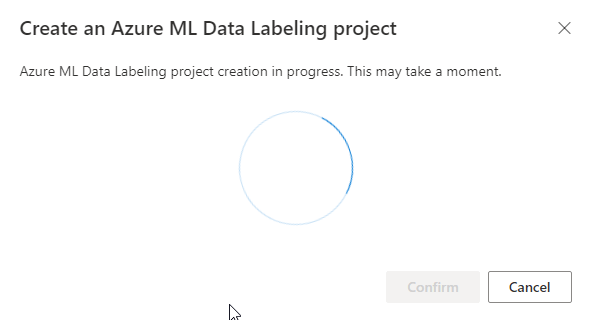 Create an Azure ML Data Labeling project
Azure ML Data Labeling project creation in progress. This may take a moment.
Confirm
Cancel